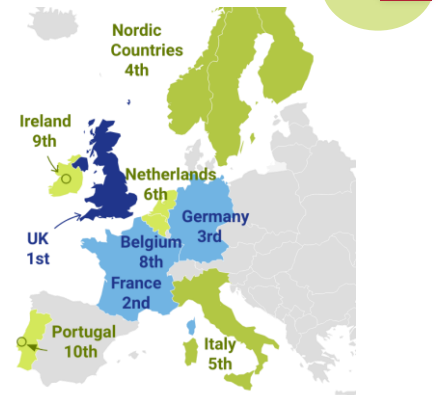 Nordic
Countries
4th
Ireland
9th
Netherlands
6th
Germany
3rd
UK
1st
Belgium
8th
France
2nd
Portugal
10th
Italy
5th